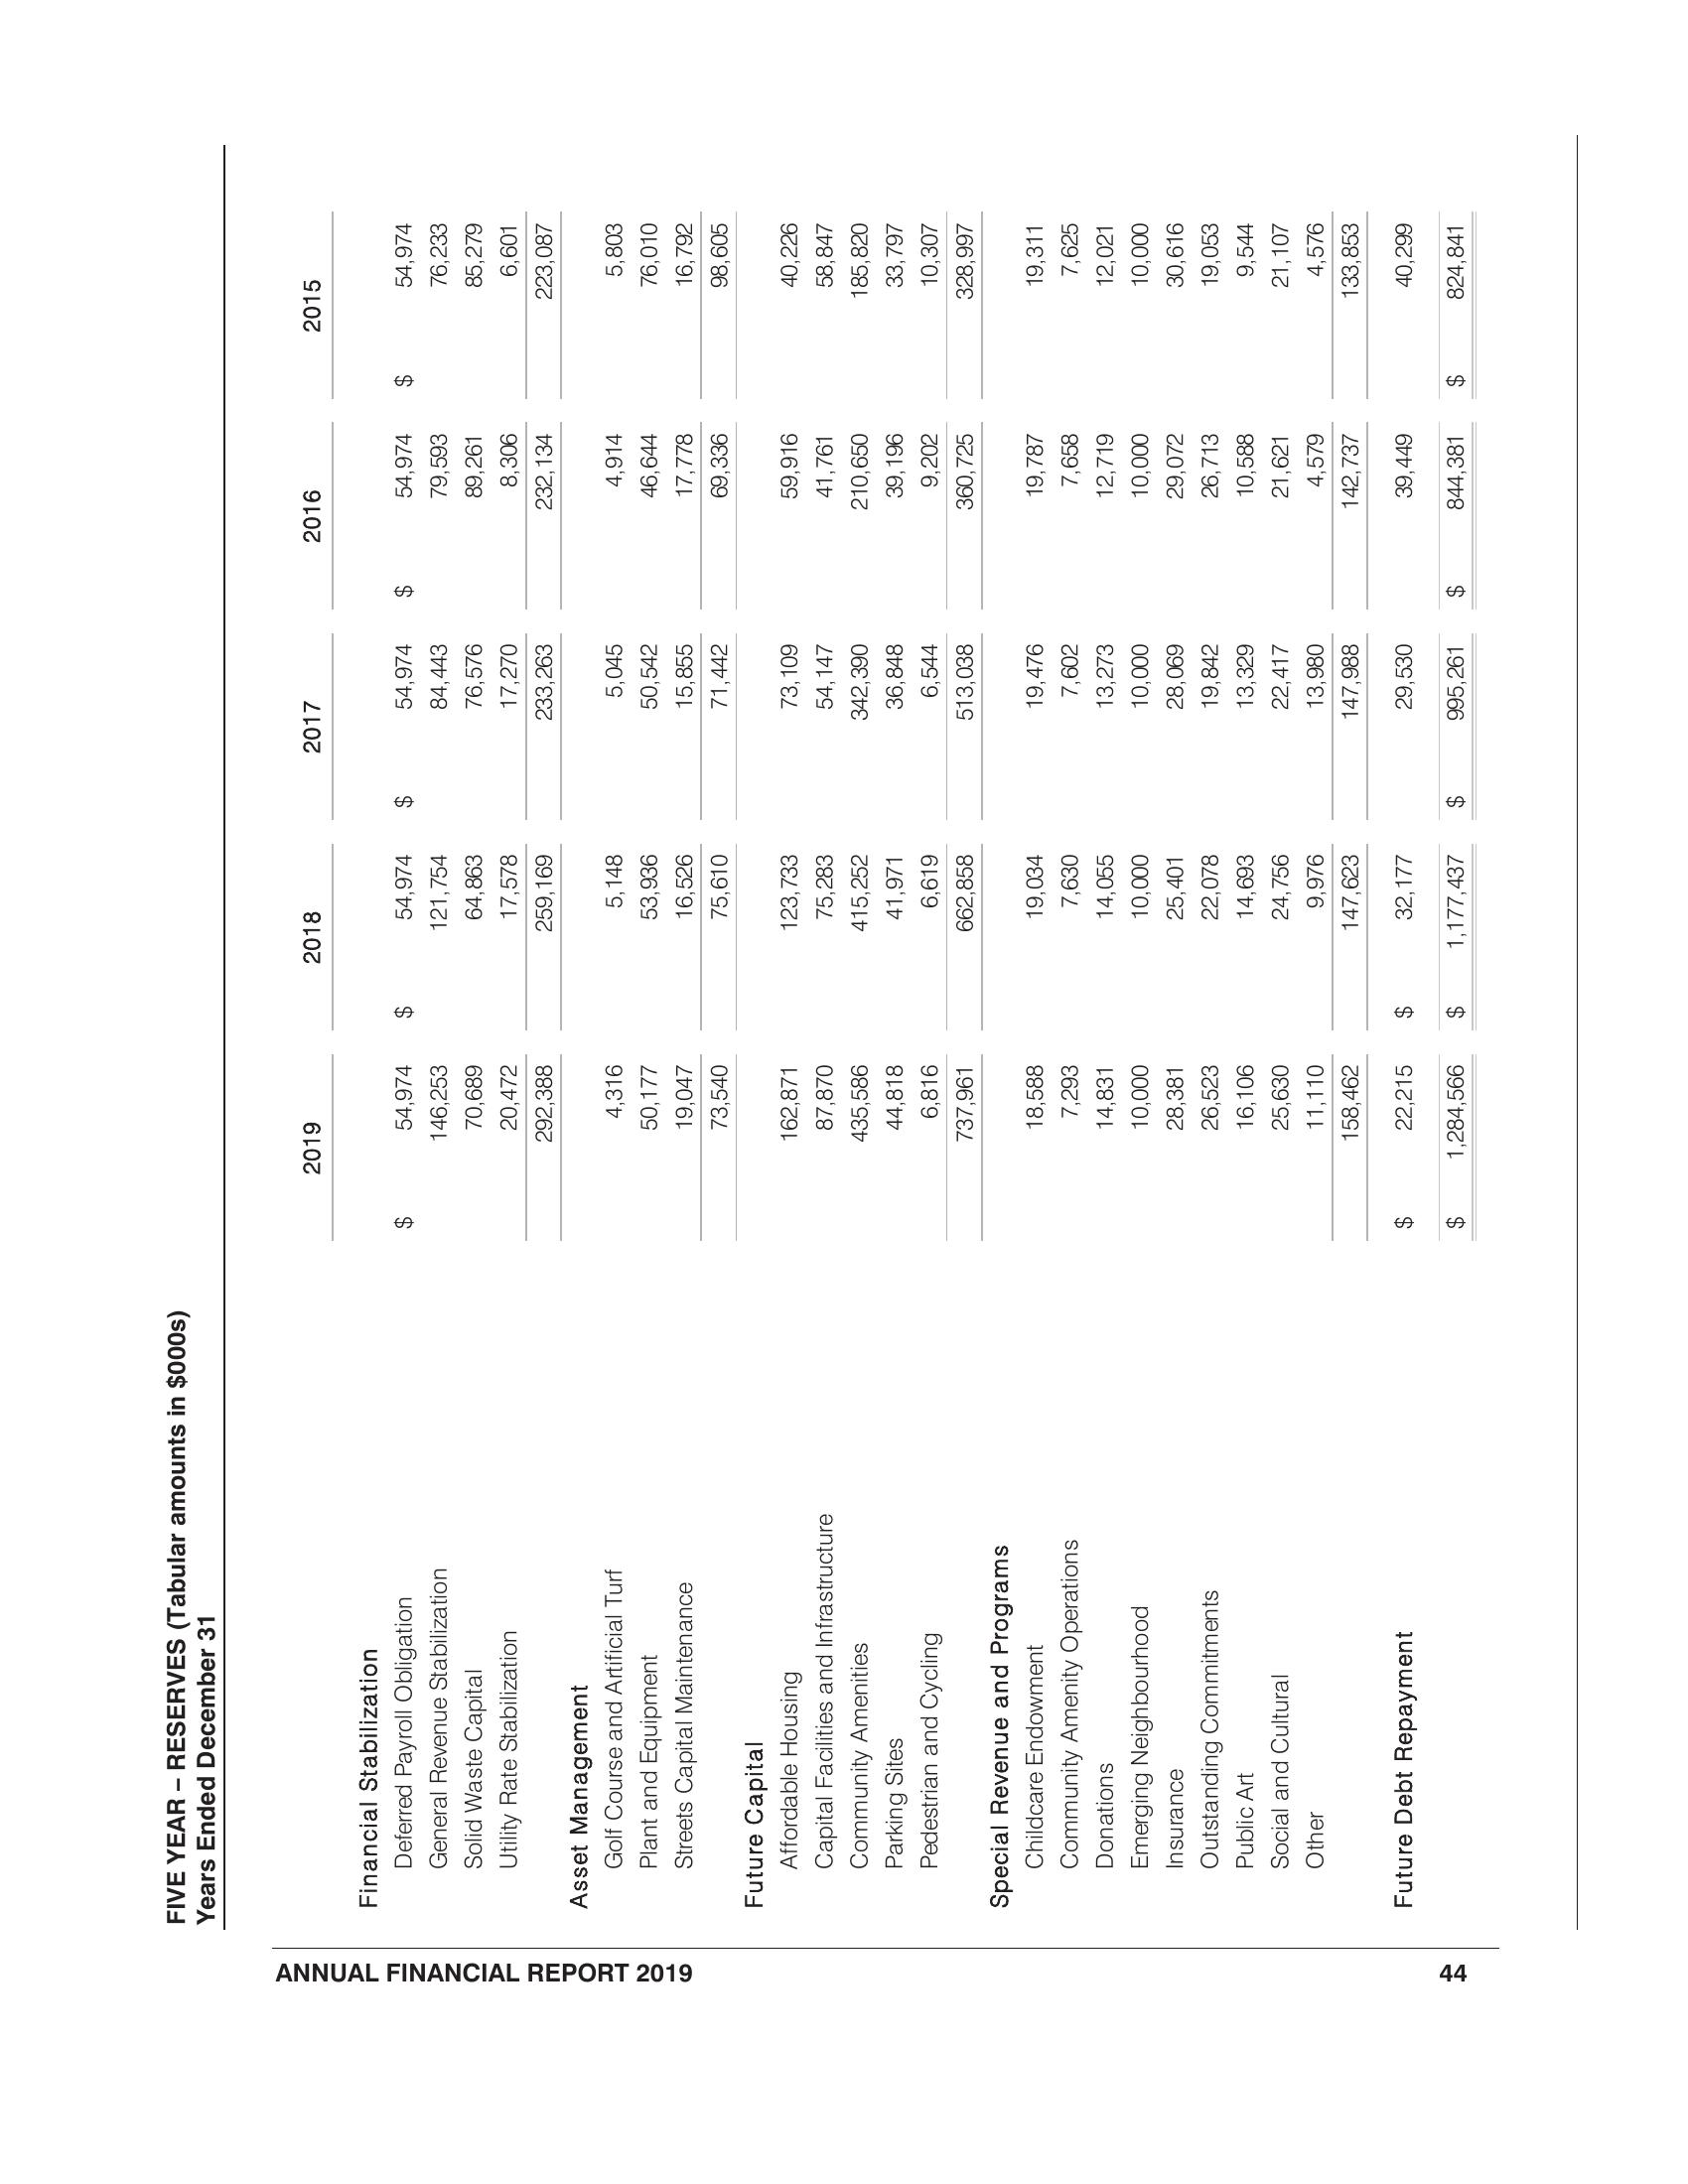 FIVE YEAR – RESERVES (Tabular amounts in $000s)
Years Ended December 31
2019 2018 2017 2016 2015
Financial Stabilization
Deferred Payroll Obligation $ 54,974 $ 54,974 $ 54,974 $ 54,974 $ 54,974
General Revenue Stabilization 146,253 121,754 84,443 79,593 76,233
Solid Waste Capital 70,689 64,863 76,576 89,261 85,279
Utility Rate Stabilization 20,472 17,578 17,270 8,306 6,601
292,388 259,169 233,263 232,134 223,087
Asset Management
Golf Course and Artificial Turf 4,316 5,148 5,045 4,914 5,803
Plant and Equipment 50,177 53,936 50,542 46,644 76,010
Streets Capital Maintenance 19,047 16,526 15,855 17,778 16,792
73,540 75,610 71,442 69,336 98,605
Future Capital
Affordable Housing 162,871 123,733 73,109 59,916 40,226
Capital Facilities and Infrastructure 87,870 75,283 54,147 41,761 58,847
Community Amenities 435,586 415,252 342,390 210,650 185,820
Parking Sites 44,818 41,971 36,848 39,196 33,797
Pedestrian and Cycling 6,816 6,619 6,544 9,202 10,307
737,961 662,858 513,038 360,725 328,997
Special Revenue and Programs
Childcare Endowment 18,588 19,034 19,476 19,787 19,311
Community Amenity Operations 7,293 7,630 7,602 7,658 7,625
Donations 14,831 14,055 13,273 12,719 12,021
Emerging Neighbourhood 10,000 10,000 10,000 10,000 10,000
Insurance 28,381 25,401 28,069 29,072 30,616
Outstanding Commitments 26,523 22,078 19,842 26,713 19,053
Public Art 16,106 14,693 13,329 10,588 9,544
Social and Cultural 25,630 24,756 22,417 21,621 21,107
Other 11,110 9,976 13,980 4,579 4,576
158,462 147,623 147,988 142,737 133,853
Future Debt Repayment $ 22,215 $ 32,177 29,530 39,449 40,299
$ 1,284,566 $ 1,177,437 $ 995,261 $ 844,381 $ 824,841
ANNUAL FINANCIAL REPORT 2019 44